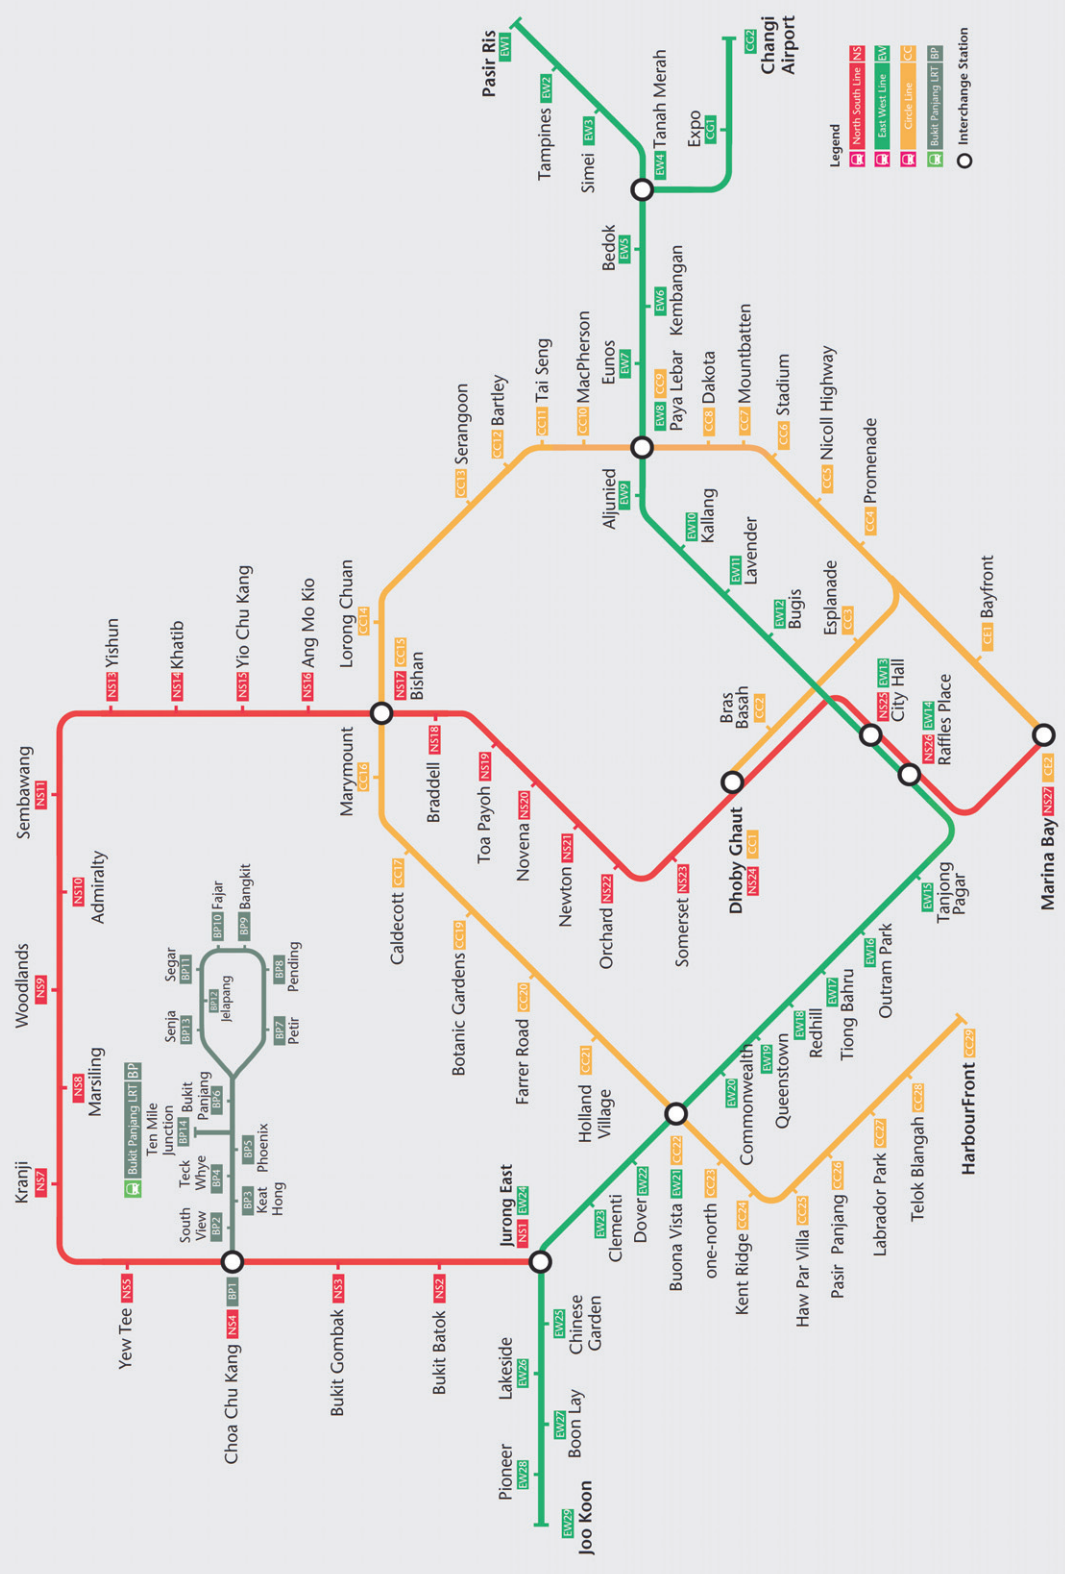 Sembawang
NS11
Admiralty
NS10
Woodlands
NS9
Marsiling
NS8
Kranji
NS7
NS13 Yishun
NS14 Khatib
NS15 Yio Chu Kang
NS16 Ang Mo Kio
Bukit Panjang LRT BP
Yew Tee NS5
Choa Chu Kang NS4 BP1
Bukit Gombak NS3
Bukit Batok NS2
South
View
BP2
BP3
Keat
Hong
Teck
Whye
BP4
BP5
Phoenix
Ten Mile
Junction
BP14
Bukit
Panjang
BP6
BP7
Petir
BP8
Pending
BP9 Bangkit
BP10 Fajar
Segar
BP11
BP12
Jelapang
Senja
BP13
Jurong East
NS1 EW24
Joo Koon
EW29
Pioneer
EW28
Boon Lay
EW27
Lakeside
EW26
Chinese
Garden
EW25
Clementi
EW23
Dover EW22
Buona Vista EW21 CC22
EW20
Commonwealth
EW19
Queenstown
EW18
Redhill
EW17
Tiong Bahru
EW16
Outram Park
EW15
Tanjong
Pagar
NS26 EW14
Raffles Place
NS25 EW13
City Hall
EW12
Bugis
EW11
Lavender
EW10
Kallang
Aljunied
EW9
EW8 CC9
Paya Lebar
Eunos
EW7
EW6
Kembangan
Bedok
EW5
EW4 Tanah Merah
Simei EW3
Tampines EW2
Pasir Ris
EW1
Expo
CG1
CG2
Changi
Airport
NS17 CC15
Bishan
Braddell NS18
Toa Payoh NS19
Novena NS20
Newton NS21
Orchard NS22
Somerset NS23
Dhoby Ghaut
NS24 CC1
Marina Bay NS27 CE2
CE1 Bayfront
Bras
Basah
CC2
Esplanade
CC3
CC4 Promenade
CC5 Nicoll Highway
CC6 Stadium
CC7 Mountbatten
CC8 Dakota
CC10 MacPherson
CC11 Tai Seng
CC12 Bartley
CC13 Serangoon
Lorong Chuan
CC14
Marymount
CC16
Caldecott CC17
Botanic Gardens CC19
Farrer Road CC20
Holland
Village
CC21
one-north CC23
Kent Ridge CC24
Haw Par Villa CC25
Pasir Panjang CC26
Labrador Park CC27
Telok Blangah CC28
HarbourFront CC29
Legend
North South Line NS
East West Line EW
Circle Line CC
Bukit Panjang LRT BP
Interchange Station